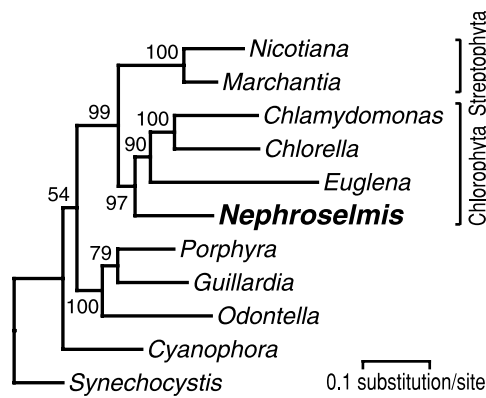 100
Nicotiana
Marchantia
Streptophyta
99
100
Chlamydomonas
90
Chlorella
Euglena
97
Nephroselmis
Chlorophyta
54
79
Porphyra
Guillardia
100
Odontella
Cyanophora
Synechocystis
0.1 substitution/site